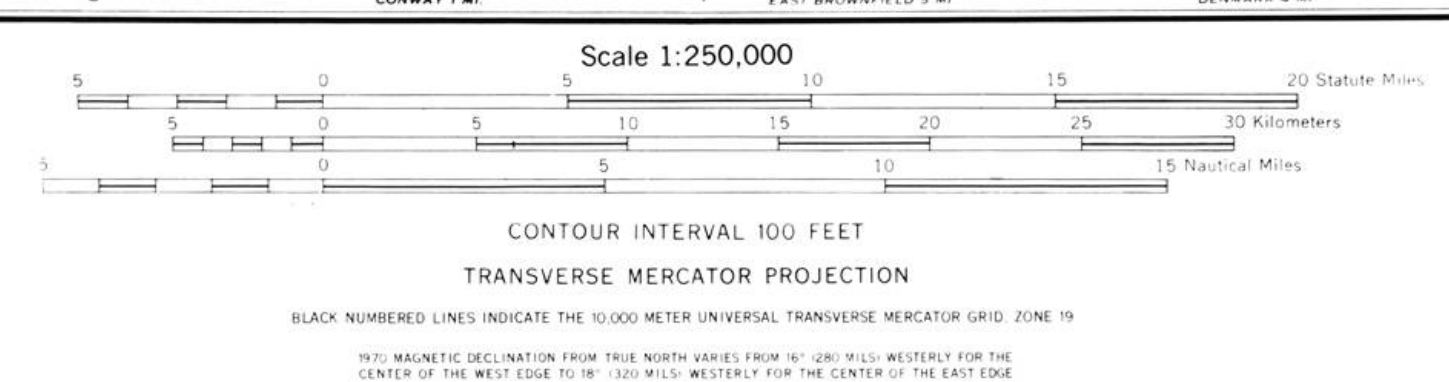 CONWAY 1 MI.
EAST BROWNFIELD 5 MI
Scale 1:250,000
5 0 5 10 15 20 Statute Miles
5 0 5 10 15 20 25 30 Kilometers
5 0 5 10 15 Nautical Miles
CONTOUR INTERVAL 100 FEET
TRANSVERSE MERCATOR PROJECTION
BLACK NUMBERED LINES INDICATE THE 10,000 METER UNIVERSAL TRANSVERSE MERCATOR GRID, ZONE 19
1970 MAGNETIC DECLINATION FROM TRUE NORTH VARIES FROM 16° (280 MILS) WESTERLY FOR THE
CENTER OF THE WEST EDGE TO 18° (320 MILS) WESTERLY FOR THE CENTER OF THE EAST EDGE